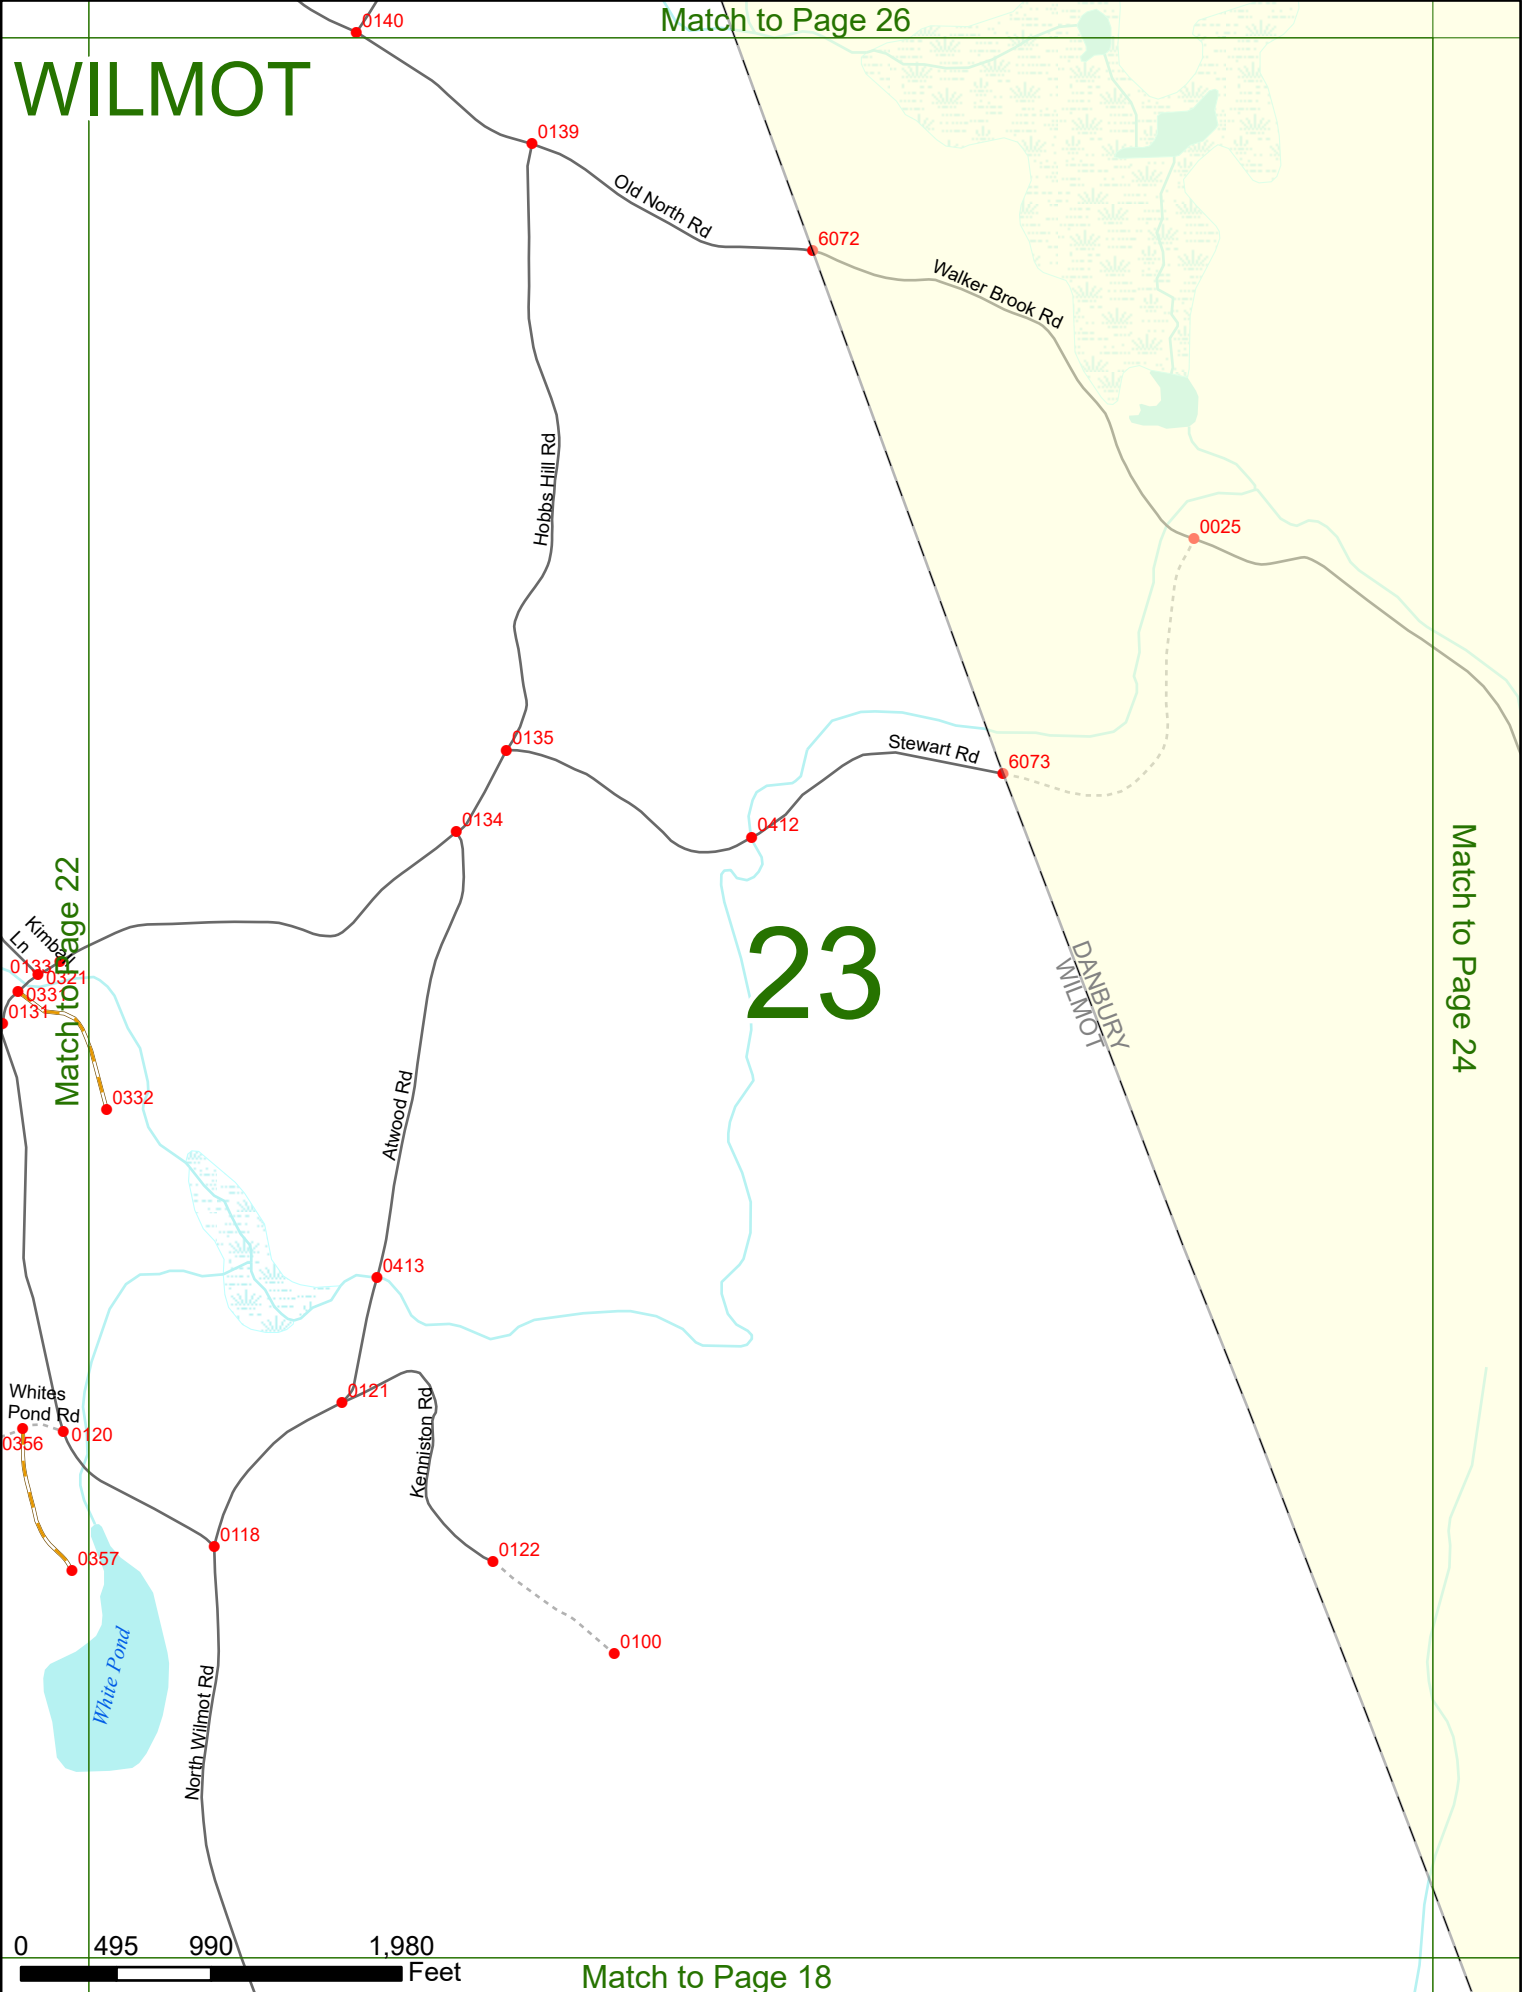 0140
Match to Page 26
WILMOT
0139
Old North Rd
6072
Walker Brook Rd
Hobbs Hill Rd
0025
0135
Stewart Rd
6073
0134
0412
Match to Page 22
Match to Page 24
Kimball
Ln
0133
0321
0331
0131
23
DANBURY
WILMOT
0332
Atwood Rd
0413
Whites
Pond Rd
0121
0120
0356
Kenniston Rd
0118
0122
0357
0100
White Pond
North Wilmot Rd
0 495 990 1,980
Feet
Match to Page 18